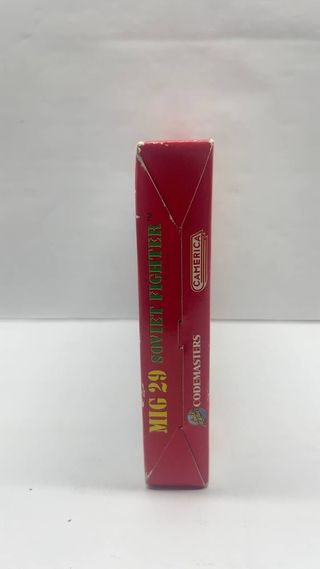 MIG 29 SOVIET FIGHTER™
CODEMASTERS CAMERICA